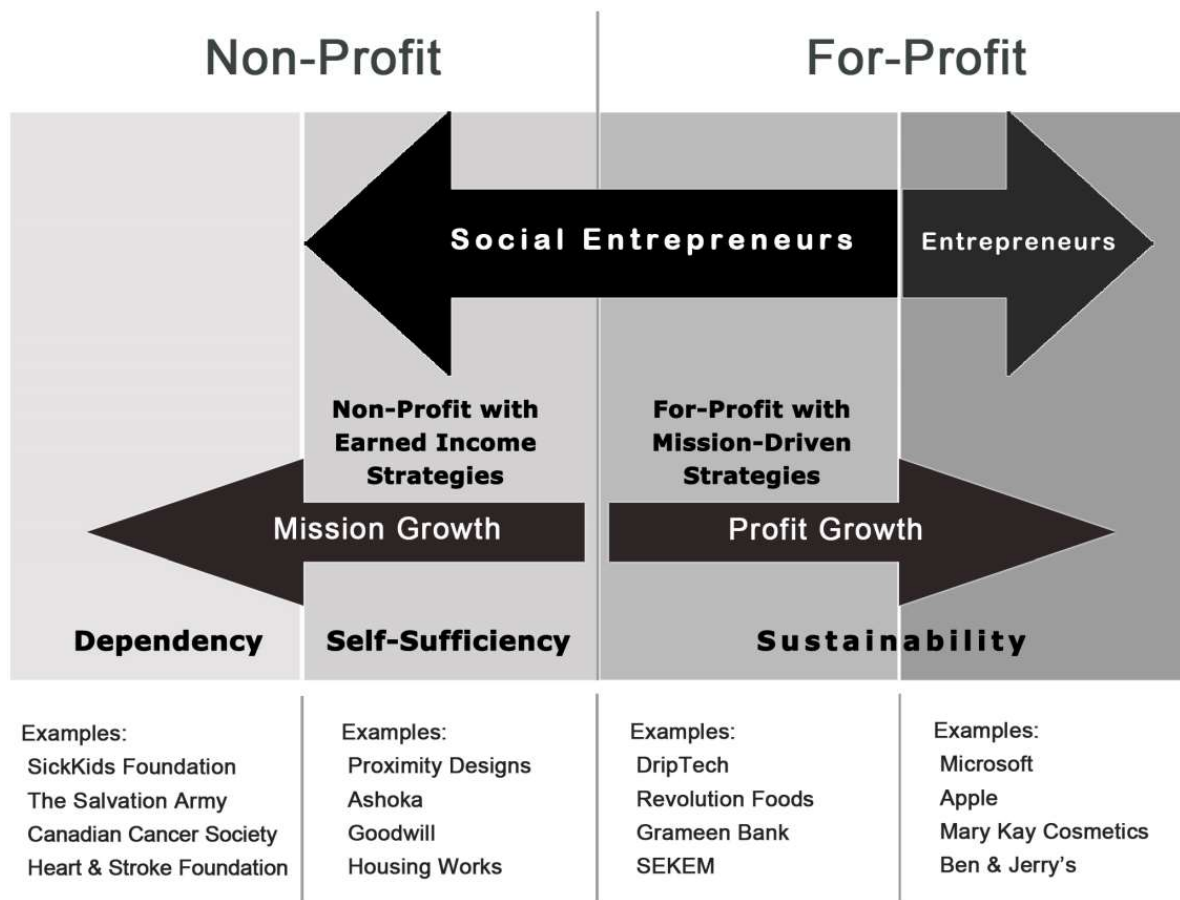 Non-Profit
For-Profit
Social Entrepreneurs
Entrepreneurs
Non-Profit with
Earned Income
Strategies
For-Profit with
Mission-Driven
Strategies
Mission Growth
Profit Growth
Dependency
Self-Sufficiency
Sustainability
Examples:
SickKids Foundation
The Salvation Army
Canadian Cancer Society
Heart & Stroke Foundation
Examples:
Proximity Designs
Ashoka
Goodwill
Housing Works
Examples:
DripTech
Revolution Foods
Grameen Bank
SEKEM
Examples:
Microsoft
Apple
Mary Kay Cosmetics
Ben & Jerry's